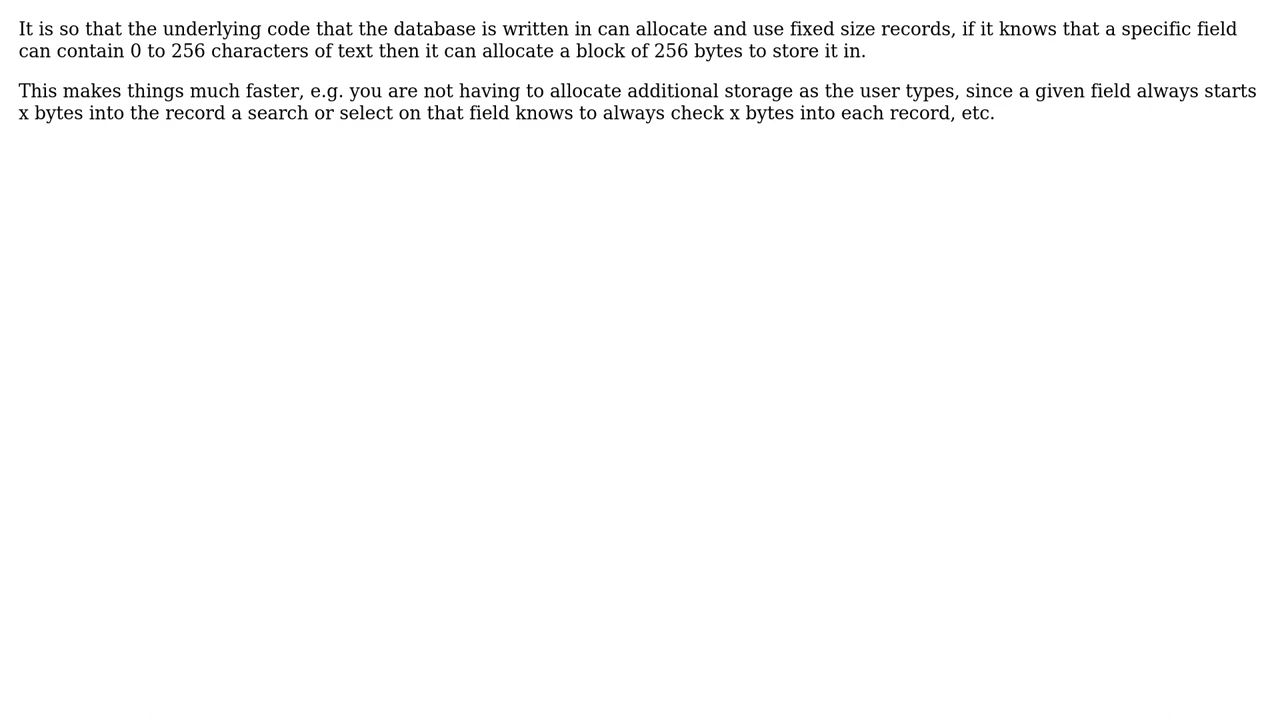 It is so that the underlying code that the database is written in can allocate and use fixed size records, if it knows that a specific field
can contain 0 to 256 characters of text then it can allocate a block of 256 bytes to store it in.
This makes things much faster, e.g. you are not having to allocate additional storage as the user types, since a given field always starts
x bytes into the record a search or select on that field knows to always check x bytes into each record, etc.